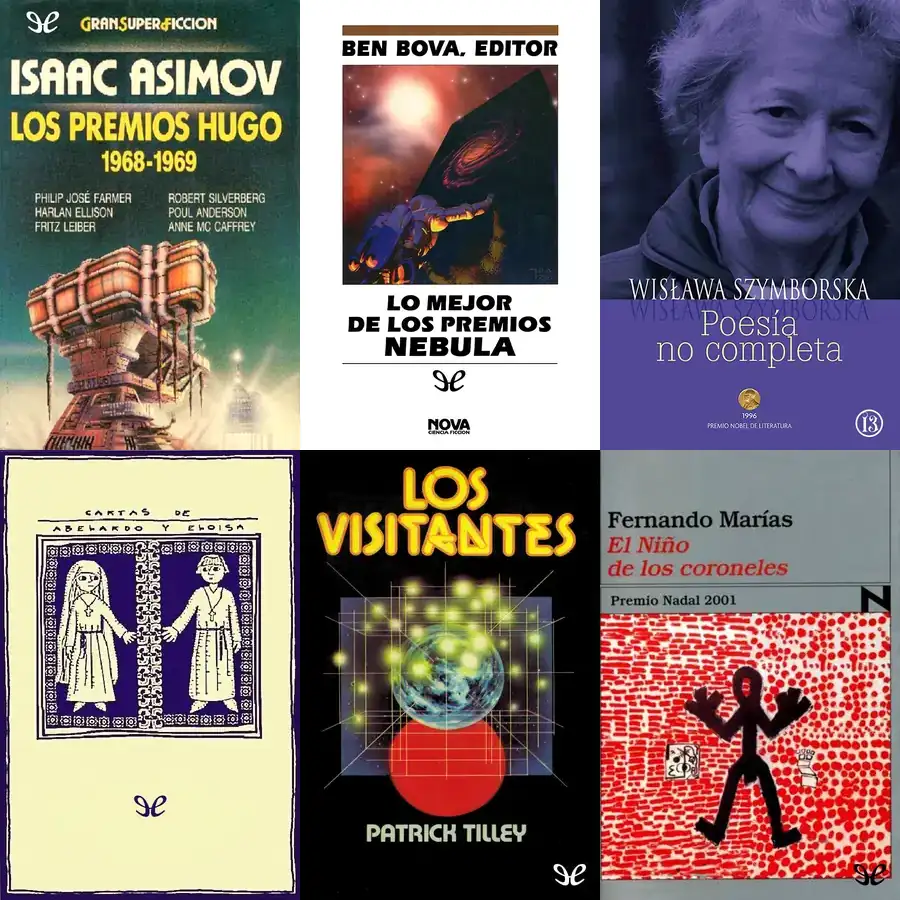 GRANSUPERFICCION
ISAAC ASIMOV
LOS PREMIOS HUGO
1968-1969
PHILIP JOSÉ FARMER
HARLAN ELLISON
FRITZ LEIBER
ROBERT SILVERBERG
POUL ANDERSON
ANNE MC CAFFREY
BEN BOVA, EDITOR
LO MEJOR
DE LOS PREMIOS
NEBULA
NOVA
CIENCIA FICCION
WISŁAWA SZYMBORSKA
WISŁAWA SZYMBORSKA
Poesía
no completa
1996
PREMIO NOBEL DE LITERATURA
13
CARTAS DE
ABELARDO Y ELOISA
LOS
VISITANTES
PATRICK TILLEY
Fernando Marías
El Niño
de los coroneles
Premio Nadal 2001
N